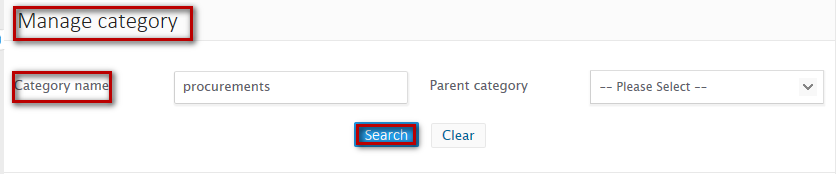 Manage category
Category name procurements Parent category -- Please Select --
Search Clear